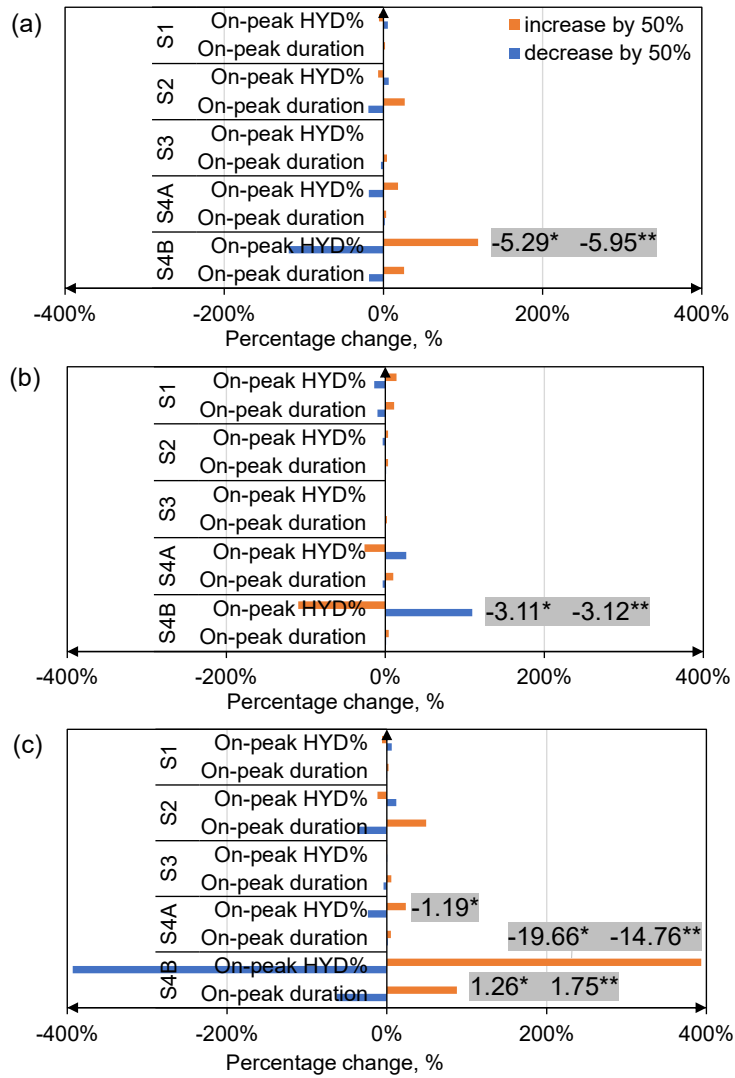 (a)
increase by 50%
decrease by 50%
S1
On-peak HYD%
On-peak duration
S2
On-peak HYD%
On-peak duration
S3
On-peak HYD%
On-peak duration
S4A
On-peak HYD%
On-peak duration
S4B
On-peak HYD%
-5.29* -5.95**
On-peak duration
-400% -200% 0% 200% 400%
Percentage change, %
(b)
S1
On-peak HYD%
On-peak duration
S2
On-peak HYD%
On-peak duration
S3
On-peak HYD%
On-peak duration
S4A
On-peak HYD%
On-peak duration
S4B
On-peak HYD%
-3.11* -3.12**
On-peak duration
-400% -200% 0% 200% 400%
Percentage change, %
(c)
S1
On-peak HYD%
On-peak duration
S2
On-peak HYD%
On-peak duration
S3
On-peak HYD%
On-peak duration
S4A
On-peak HYD%
-1.19*
On-peak duration
-19.66* -14.76**
S4B
On-peak HYD%
On-peak duration
1.26* 1.75**
-400% -200% 0% 200% 400%
Percentage change, %